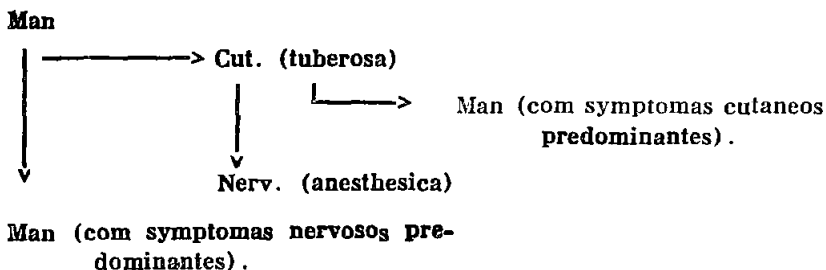 Man
Cut. (tuberosa)
Man (com symptomas cutaneos
predominantes).
Nerv. (anesthesica)
Man (com symptomas nervosos pre-
dominantes).